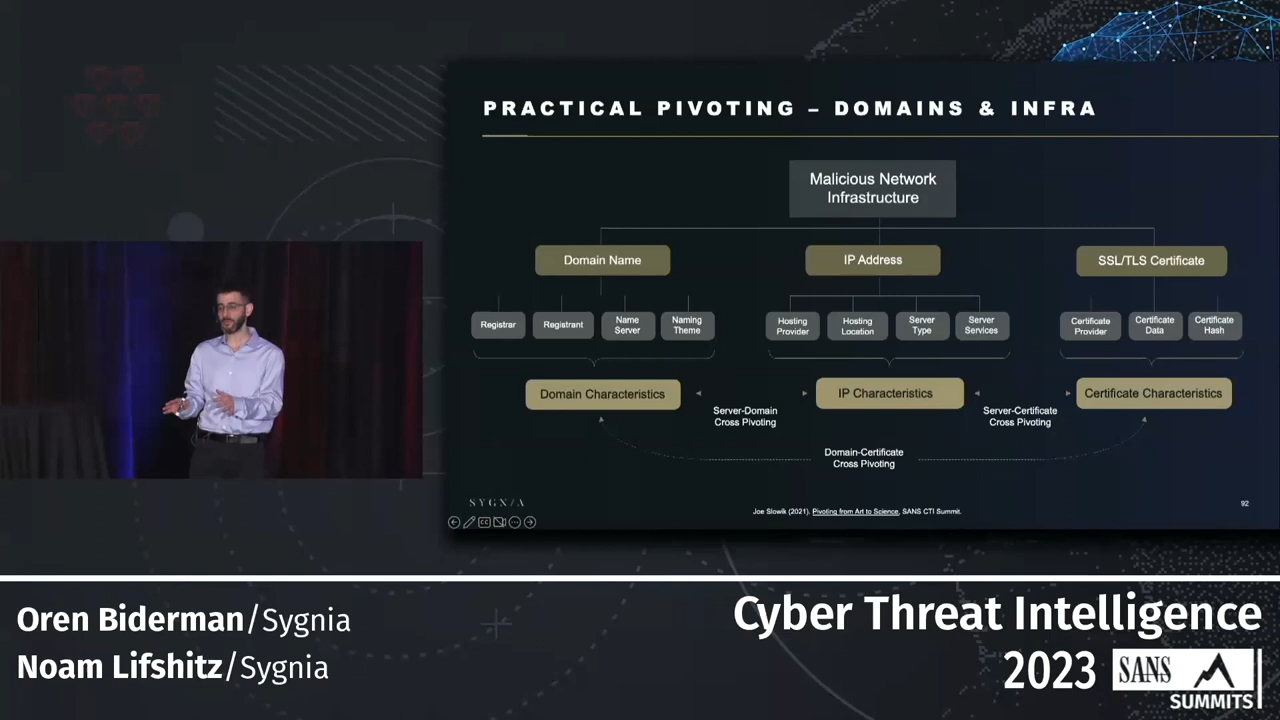 PRACTICAL PIVOTING – DOMAINS & INFRA
Malicious Network
Infrastructure
Domain Name
IP Address
SSL/TLS Certificate
Registrar
Registrant
Name
Server
Naming
Theme
Hosting
Provider
Hosting
Location
Server
Type
Server
Services
Certificate
Provider
Certificate
Data
Certificate
Hash
Domain Characteristics
IP Characteristics
Certificate Characteristics
Server-Domain
Cross Pivoting
Server-Certificate
Cross Pivoting
Domain-Certificate
Cross Pivoting
SYGNIA
Joe Slowik (2021). Pivoting from Art to Science, SANS CTI Summit.
92
CC
Oren Biderman/Sygnia
Noam Lifshitz/Sygnia
Cyber Threat Intelligence
2023
SANS
SUMMITS